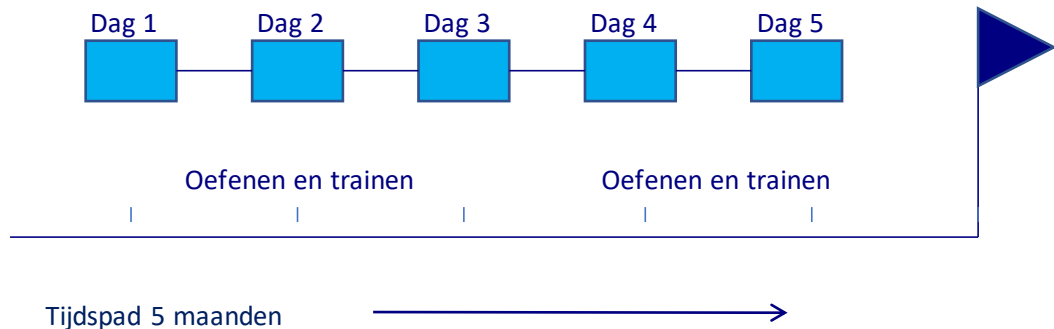 Dag 1 Dag 2 Dag 3 Dag 4 Dag 5
Oefenen en trainen Oefenen en trainen
Tijdspad 5 maanden